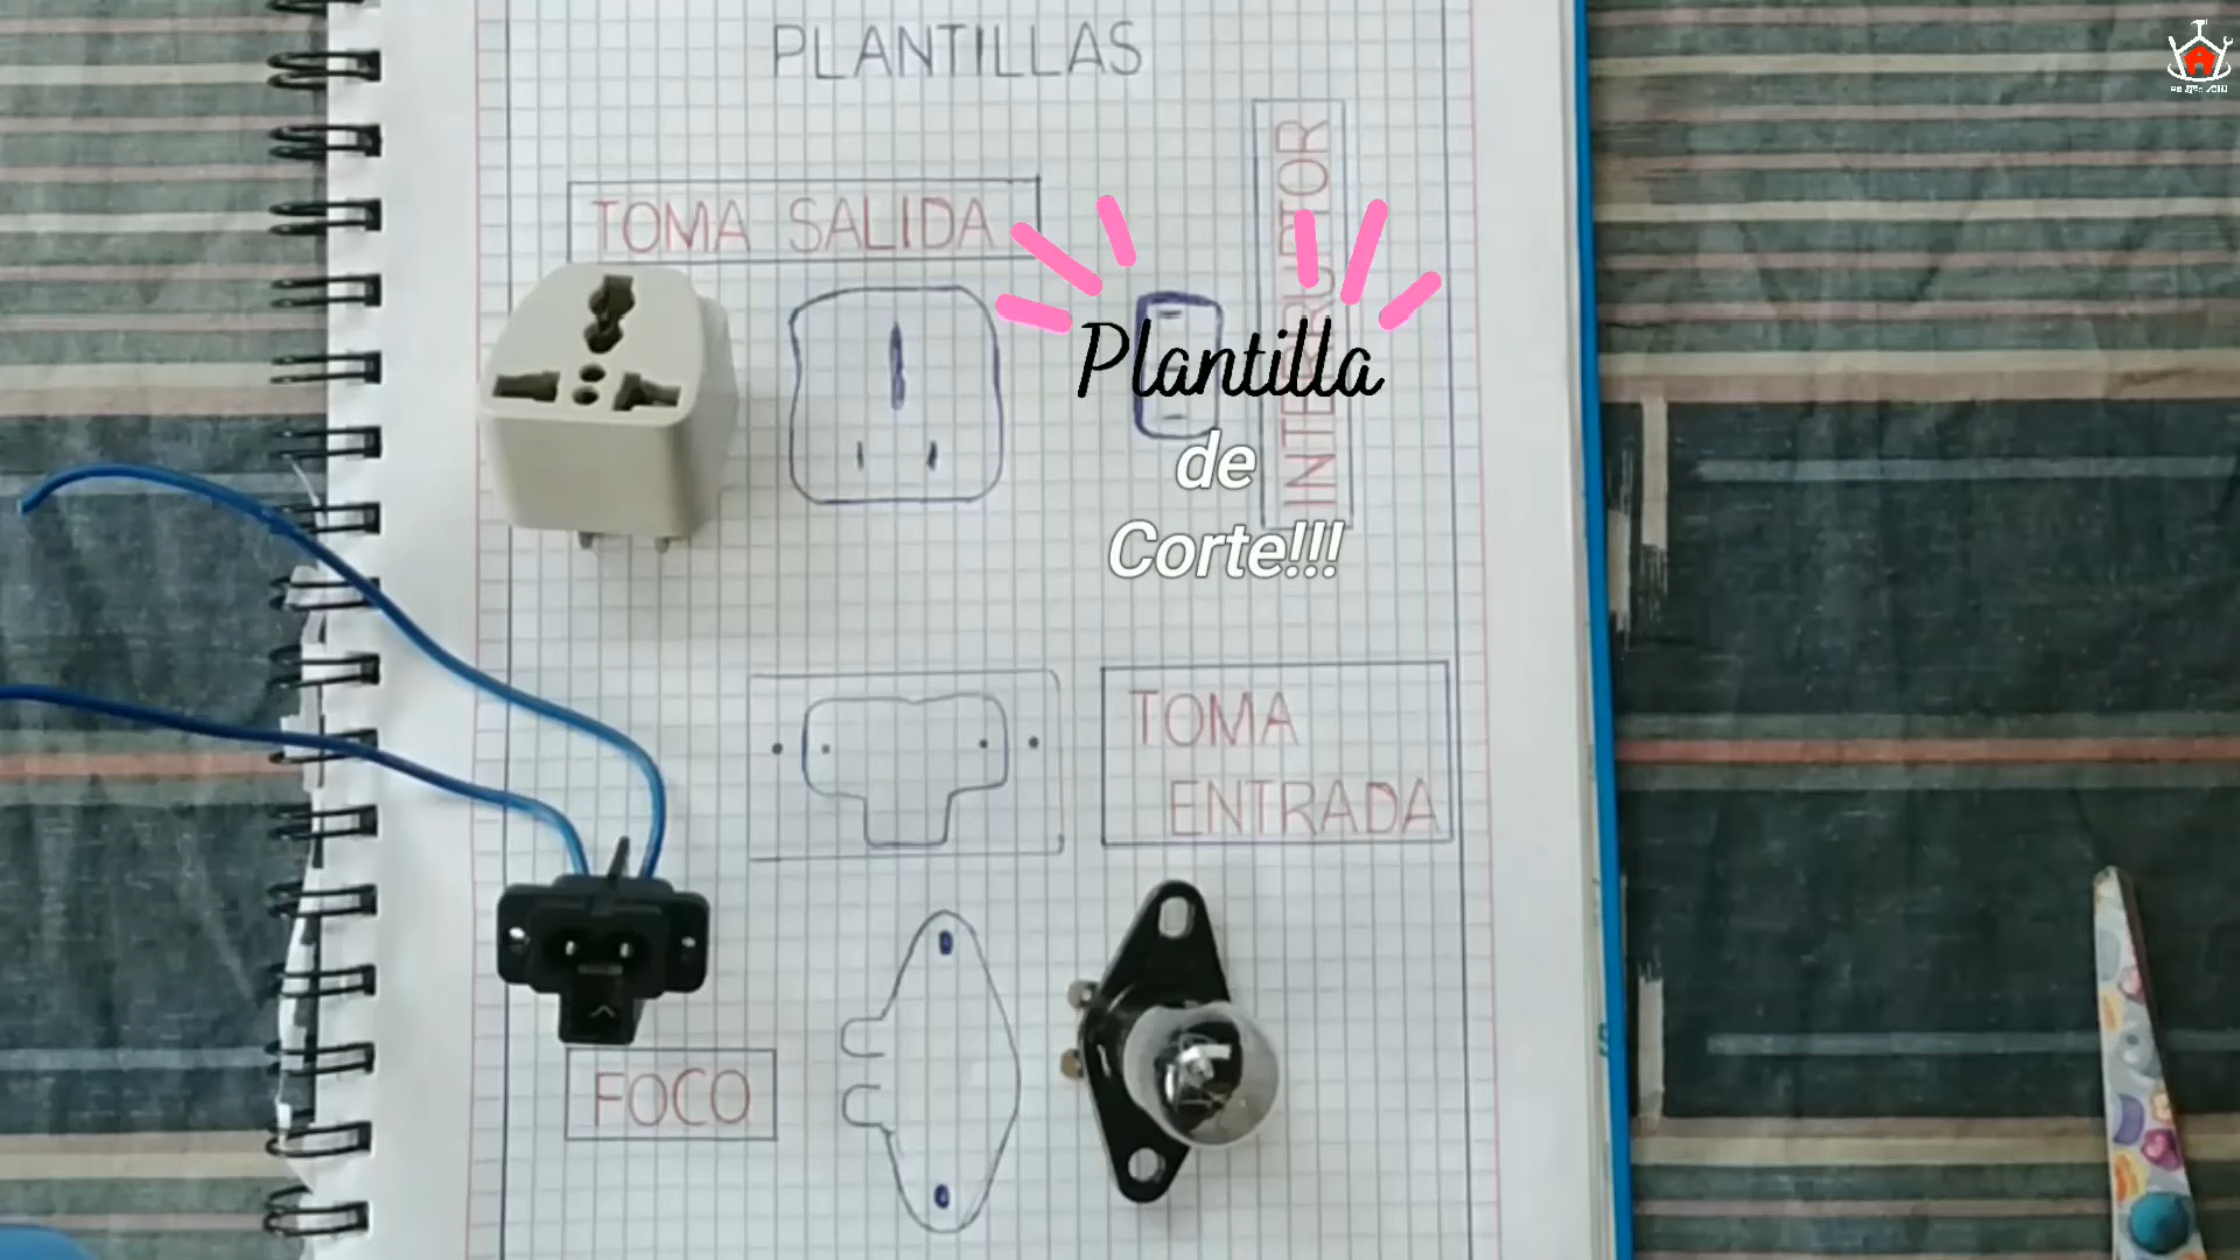 PLANTILLAS
TOMA SALIDA
INTERRUPTOR
Plantilla
de
Corte!!!
TOMA
ENTRADA
FOCO